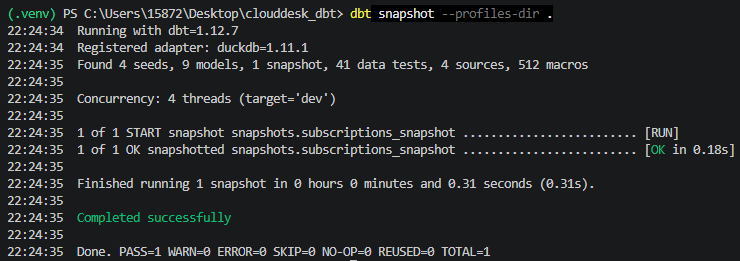 (.venv) PS C:\Users\15872\Desktop\clouddesk_dbt> dbt snapshot --profiles-dir .
22:24:34  Running with dbt=1.12.7
22:24:34  Registered adapter: duckdb=1.11.1
22:24:35  Found 4 seeds, 9 models, 1 snapshot, 41 data tests, 4 sources, 512 macros
22:24:35
22:24:35  Concurrency: 4 threads (target='dev')
22:24:35
22:24:35  1 of 1 START snapshot snapshots.subscriptions_snapshot ......................... [RUN]
22:24:35  1 of 1 OK snapshotted snapshots.subscriptions_snapshot ......................... [OK in 0.18s]
22:24:35
22:24:35  Finished running 1 snapshot in 0 hours 0 minutes and 0.31 seconds (0.31s).
22:24:35
22:24:35  Completed successfully
22:24:35
22:24:35  Done. PASS=1 WARN=0 ERROR=0 SKIP=0 NO-OP=0 REUSED=0 TOTAL=1